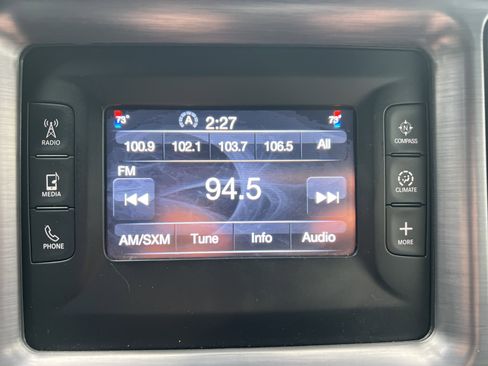 73° A 2:27 73°
100.9 102.1 103.7 106.5 All
FM
94.5
AM/SXM Tune Info Audio
RADIO
MEDIA
PHONE
N
COMPASS
CLIMATE
MORE